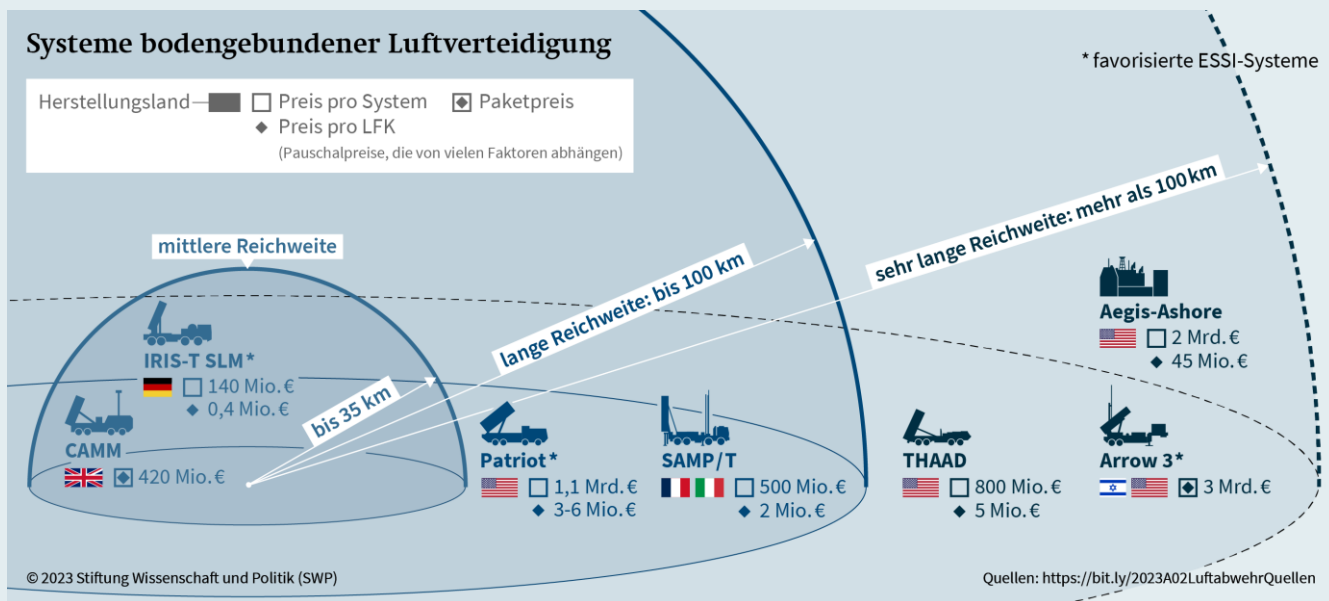 Systeme bodengebundener Luftverteidigung
* favorisierte ESSI-Systeme
Herstellungsland
Preis pro System
Paketpreis
Preis pro LFK
(Pauschalpreise, die von vielen Faktoren abhängen)
mittlere Reichweite
bis 35 km
lange Reichweite: bis 100 km
sehr lange Reichweite: mehr als 100 km
IRIS-T SLM*
140 Mio. €
0,4 Mio. €
CAMM
420 Mio. €
Patriot*
1,1 Mrd. €
3-6 Mio. €
SAMP/T
500 Mio. €
2 Mio. €
THAAD
800 Mio. €
5 Mio. €
Aegis-Ashore
2 Mrd. €
45 Mio. €
Arrow 3*
3 Mrd. €
© 2023 Stiftung Wissenschaft und Politik (SWP)
Quellen: https://bit.ly/2023A02LuftabwehrQuellen